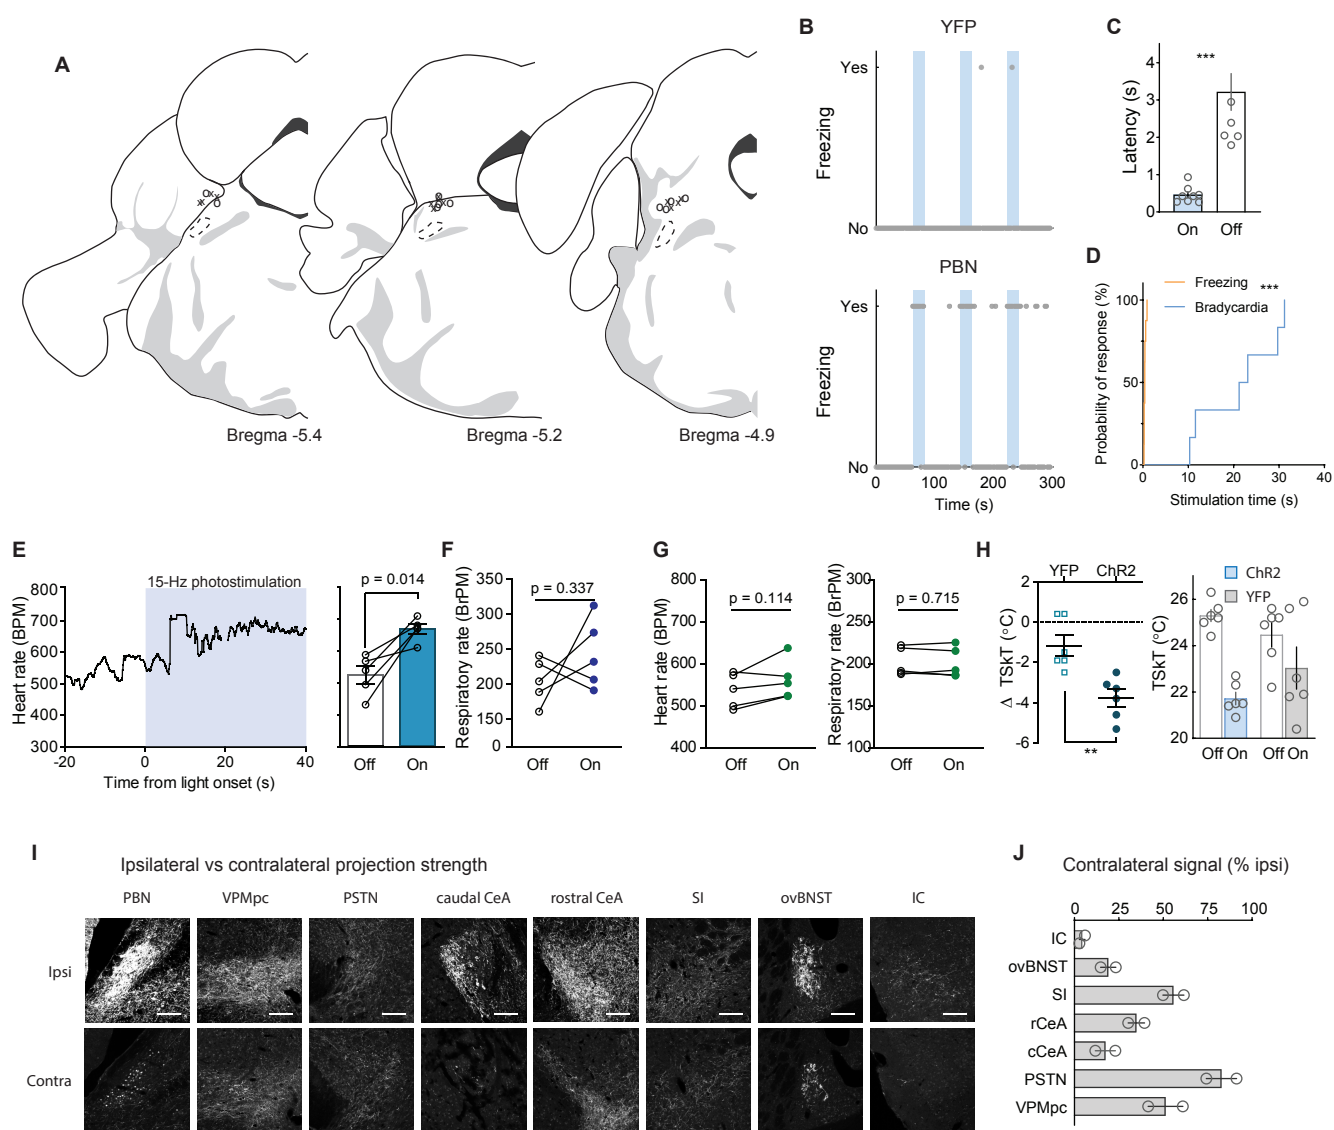 A
Bregma -5.4
Bregma -5.2
Bregma -4.9
B
YFP
Yes
Freezing
No
PBN
Yes
Freezing
No
0
100
200
300
Time (s)
C
***
Latency (s)
4
3
2
1
0
On
Off
D
Freezing
***
Bradycardia
Probability of response (%)
100
50
0
0
10
20
30
40
Stimulation time (s)
E
15-Hz photostimulation
Heart rate (BPM)
800
700
600
500
400
300
-20
0
20
40
Time from light onset (s)
p = 0.014
Off
On
F
p = 0.337
Respiratory rate (BrPM)
350
300
250
200
150
0
Off
On
G
p = 0.114
Heart rate (BPM)
800
700
600
500
400
Off
On
p = 0.715
Respiratory rate (BrPM)
300
250
200
150
100
Off
On
H
YFP
ChR2
Δ TSkT (°C)
2
0
-2
-4
-6
**
ChR2
YFP
TSkT (°C)
26
24
22
20
Off On
Off On
I
Ipsilateral vs contralateral projection strength
PBN
VPMpc
PSTN
caudal CeA
rostral CeA
SI
ovBNST
IC
Ipsi
Contra
J
Contralateral signal (% ipsi)
0
25
50
75
100
IC
ovBNST
SI
rCeA
cCeA
PSTN
VPMpc